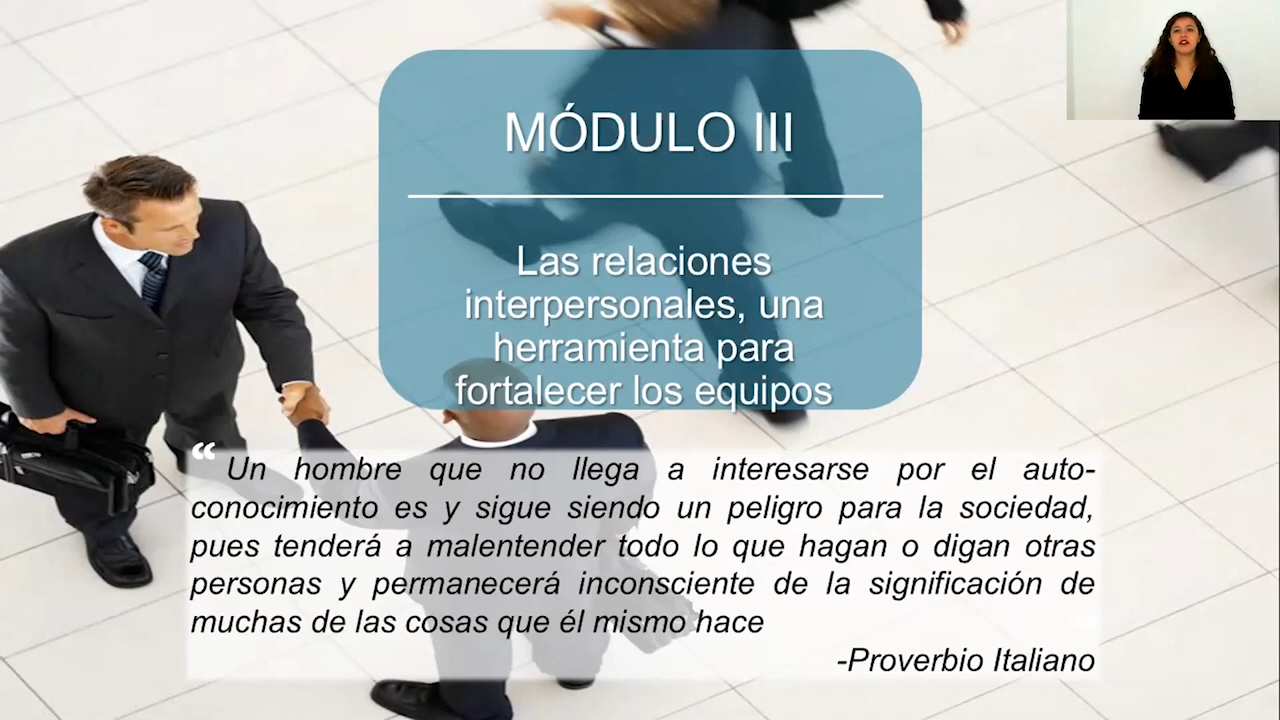 MÓDULO III
Las relaciones
interpersonales, una
herramienta para
fortalecer los equipos
“ Un hombre que no llega a interesarse por el auto-
conocimiento es y sigue siendo un peligro para la sociedad,
pues tenderá a malentender todo lo que hagan o digan otras
personas y permanecerá inconsciente de la significación de
muchas de las cosas que él mismo hace
-Proverbio Italiano